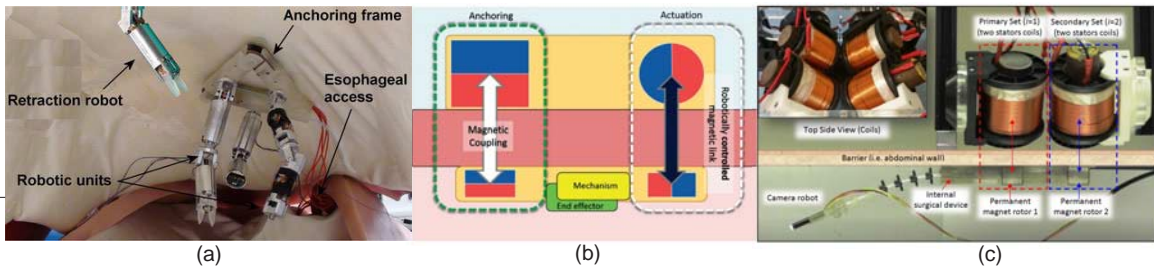 Anchoring frame
Retraction robot
Esophageal
access
Robotic units
(a)
Anchoring
Actuation
Magnetic
Coupling
Robotically controlled
magnetic link
Mechanism
End effector
(b)
Primary Set (i=1)
(two stators coils)
Secondary Set (i=2)
(two stators coils)
Top Side View (Coils)
Barrier (i.e. abdominal wall)
Camera robot
Internal
surgical device
Permanent
magnet rotor 1
Permanent
magnet rotor 2
(c)